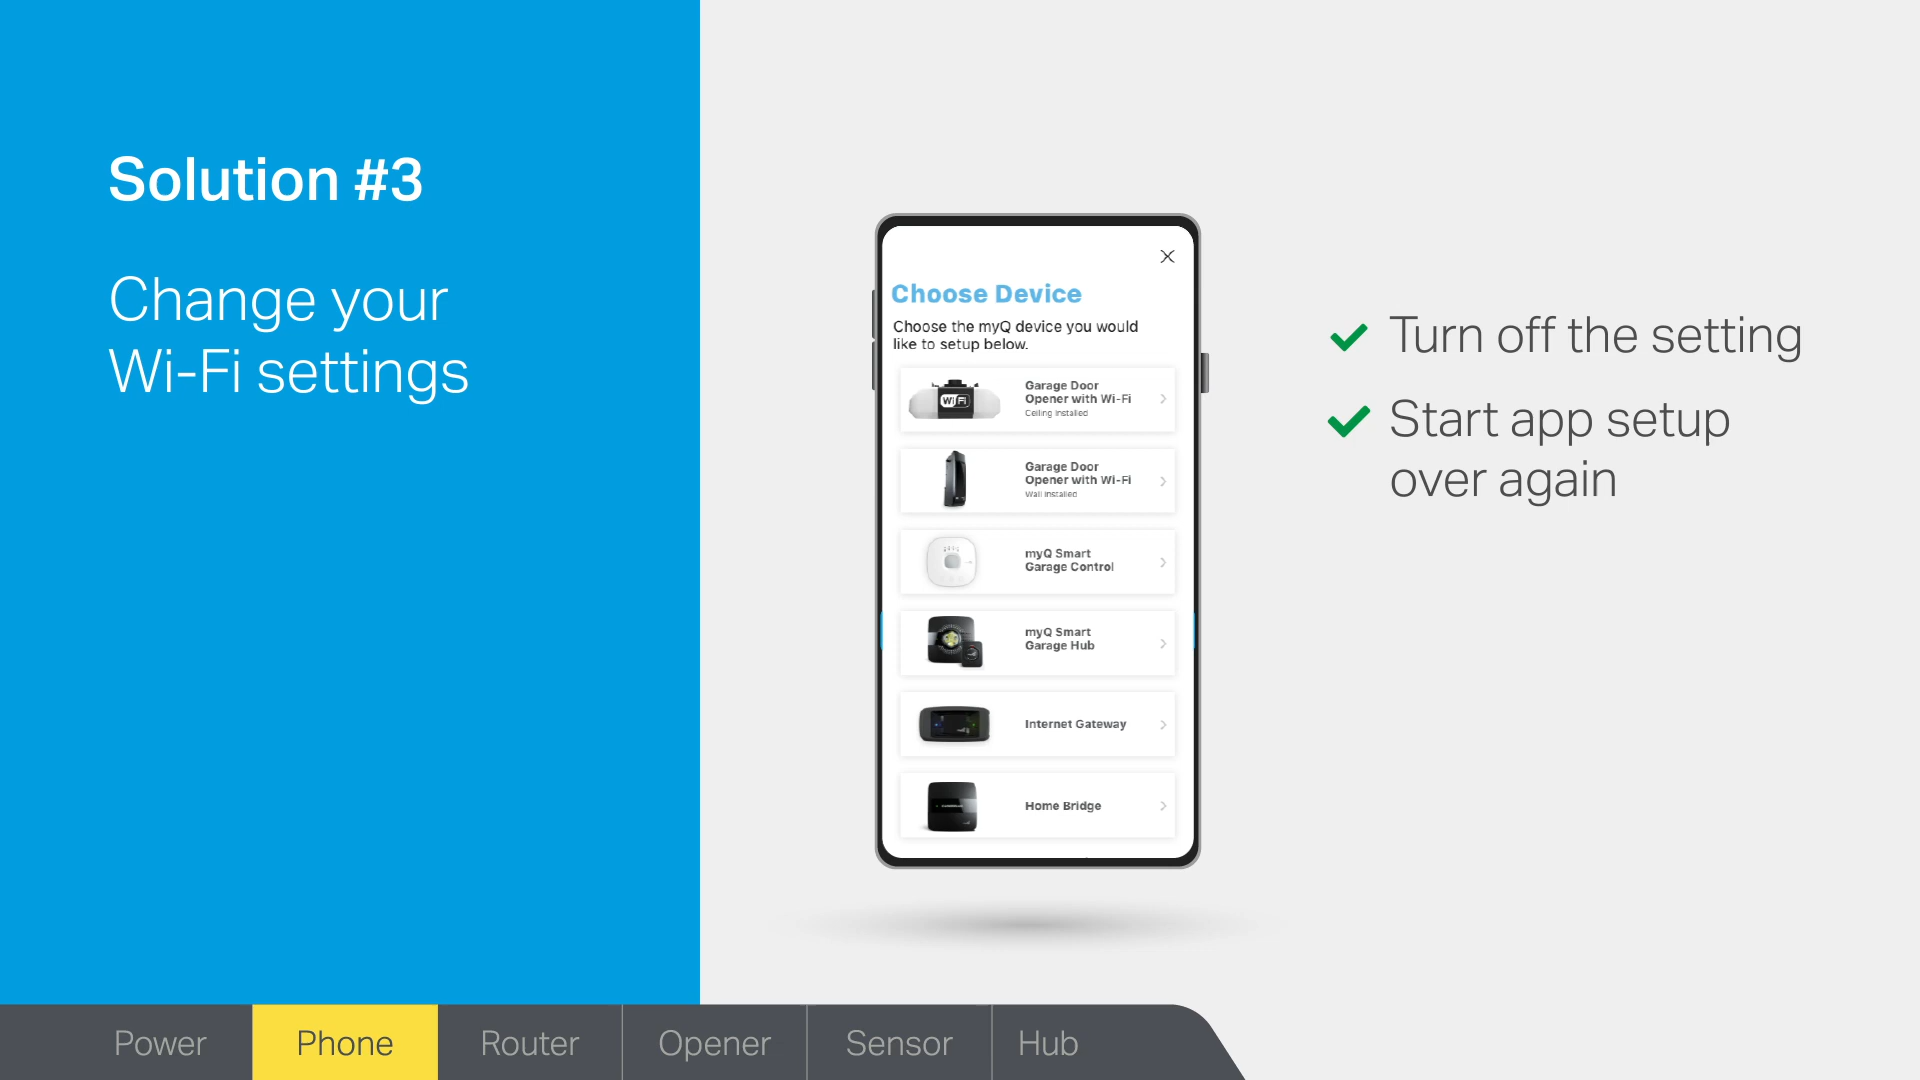 Solution #3
Change your
Wi-Fi settings
Choose Device
Choose the myQ device you would
like to setup below.
WiFi
Garage Door
Opener with Wi-Fi
Ceiling Installed
Garage Door
Opener with Wi-Fi
Wall Installed
myQ Smart
Garage Control
myQ Smart
Garage Hub
Internet Gateway
Home Bridge
Turn off the setting
Start app setup
over again
Power
Phone
Router
Opener
Sensor
Hub